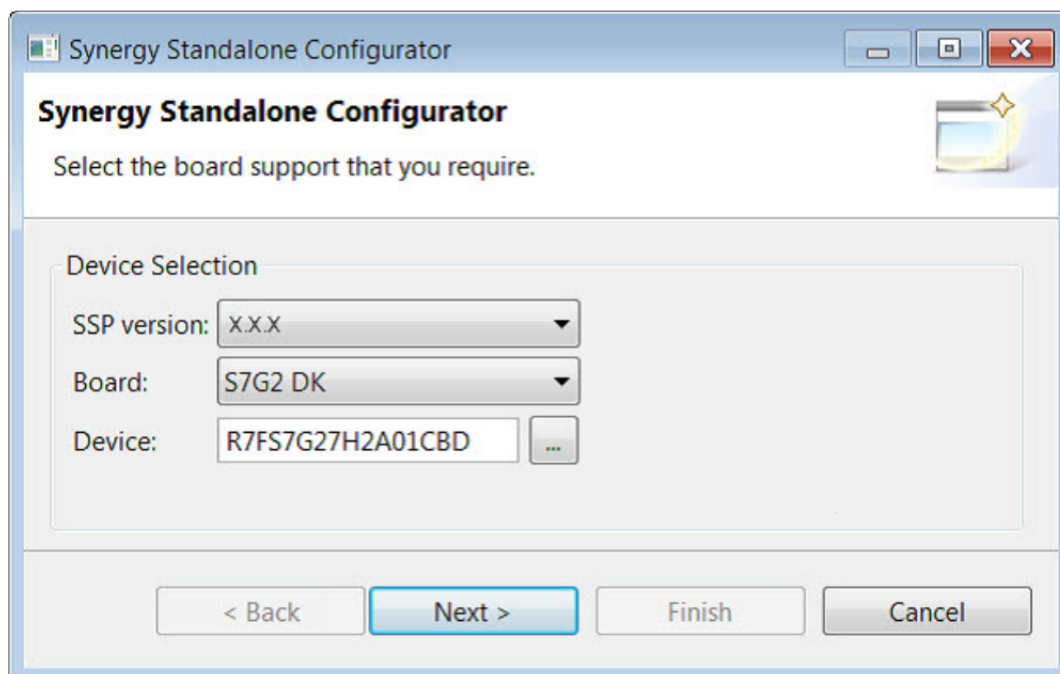 Synergy Standalone Configurator
Synergy Standalone Configurator
Select the board support that you require.
Device Selection
SSP version: X.X.X
Board: S7G2 DK
Device: R7FS7G27H2A01CBD ...
< Back Next > Finish Cancel